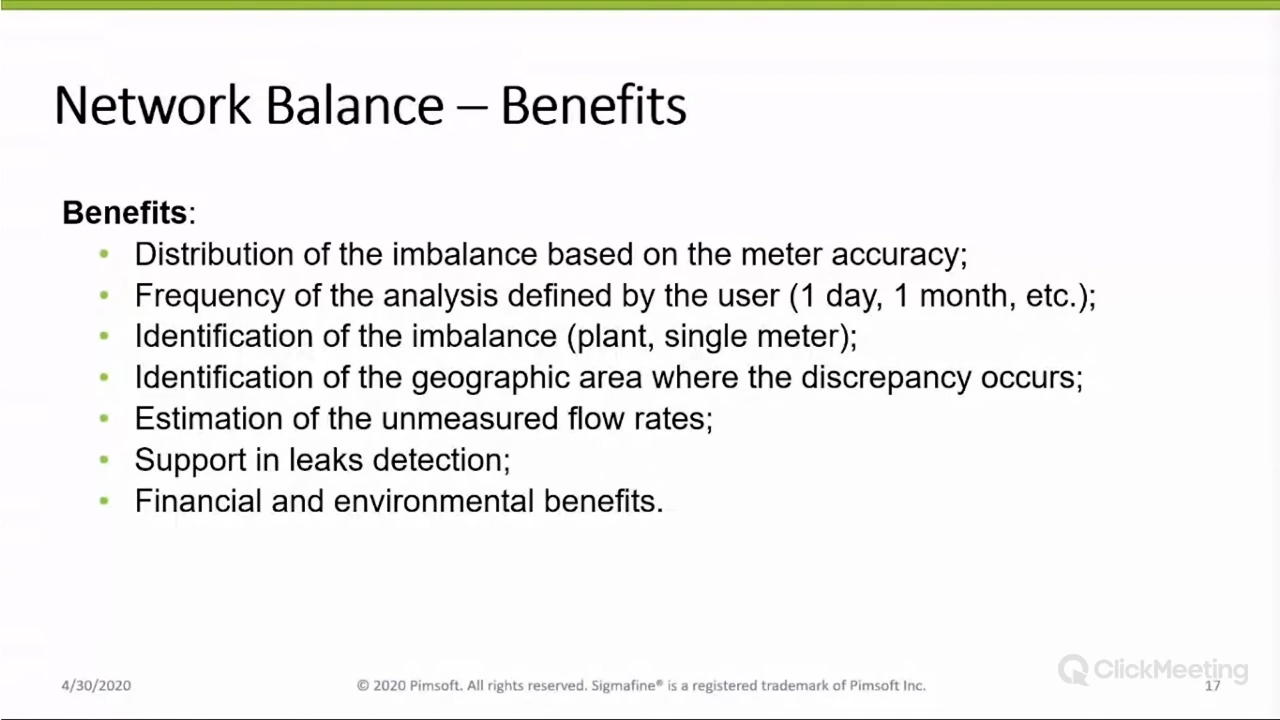 Network Balance – Benefits
Benefits:
• Distribution of the imbalance based on the meter accuracy;
• Frequency of the analysis defined by the user (1 day, 1 month, etc.);
• Identification of the imbalance (plant, single meter);
• Identification of the geographic area where the discrepancy occurs;
• Estimation of the unmeasured flow rates;
• Support in leaks detection;
• Financial and environmental benefits.
ClickMeeting
4/30/2020
© 2020 Pimsoft. All rights reserved. Sigmafine® is a registered trademark of Pimsoft Inc.
17